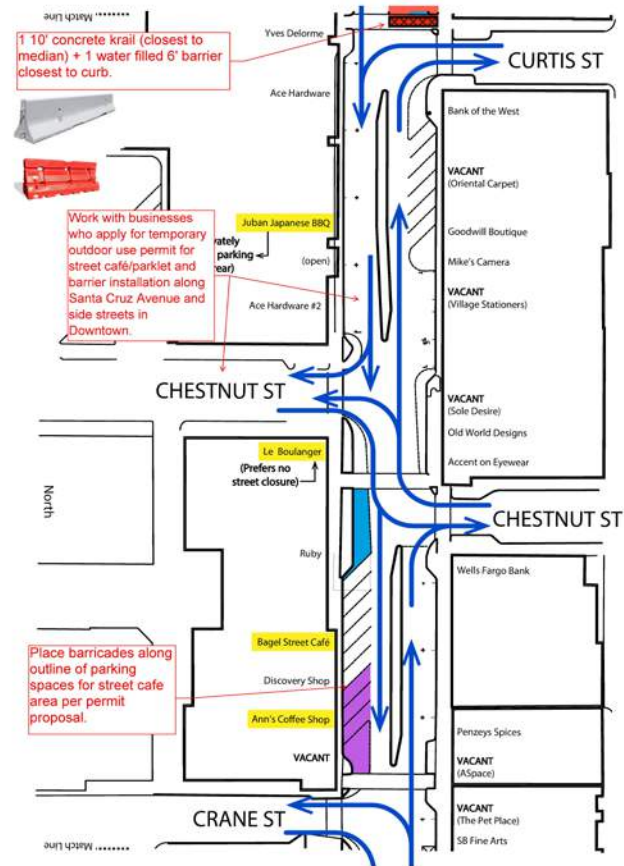 Match Line
1 10' concrete krail (closest to
median) + 1 water filled 6' barrier
closest to curb.
Yves Delorme
CURTIS ST
Ace Hardware
Bank of the West
VACANT
(Oriental Carpet)
Work with businesses
who apply for temporary
outdoor use permit for
street café/parklet and
barrier installation along
Santa Cruz Avenue and
side streets in
Downtown.
Juban Japanese BBQ
vately
parking
rear)
(open)
Goodwill Boutique
Mike's Camera
Ace Hardware #2
VACANT
(Village Stationers)
CHESTNUT ST
VACANT
(Sole Desire)
Old World Designs
Accent on Eyewear
Le Boulanger
(Prefers no
street closure)
North
CHESTNUT ST
Ruby
Wells Fargo Bank
Bagel Street Café
Place barricades along
outline of parking
spaces for street cafe
area per permit
proposal.
Discovery Shop
Ann's Coffee Shop
VACANT
Penzeys Spices
VACANT
(ASpace)
CRANE ST
VACANT
(The Pet Place)
SB Fine Arts
Match Line